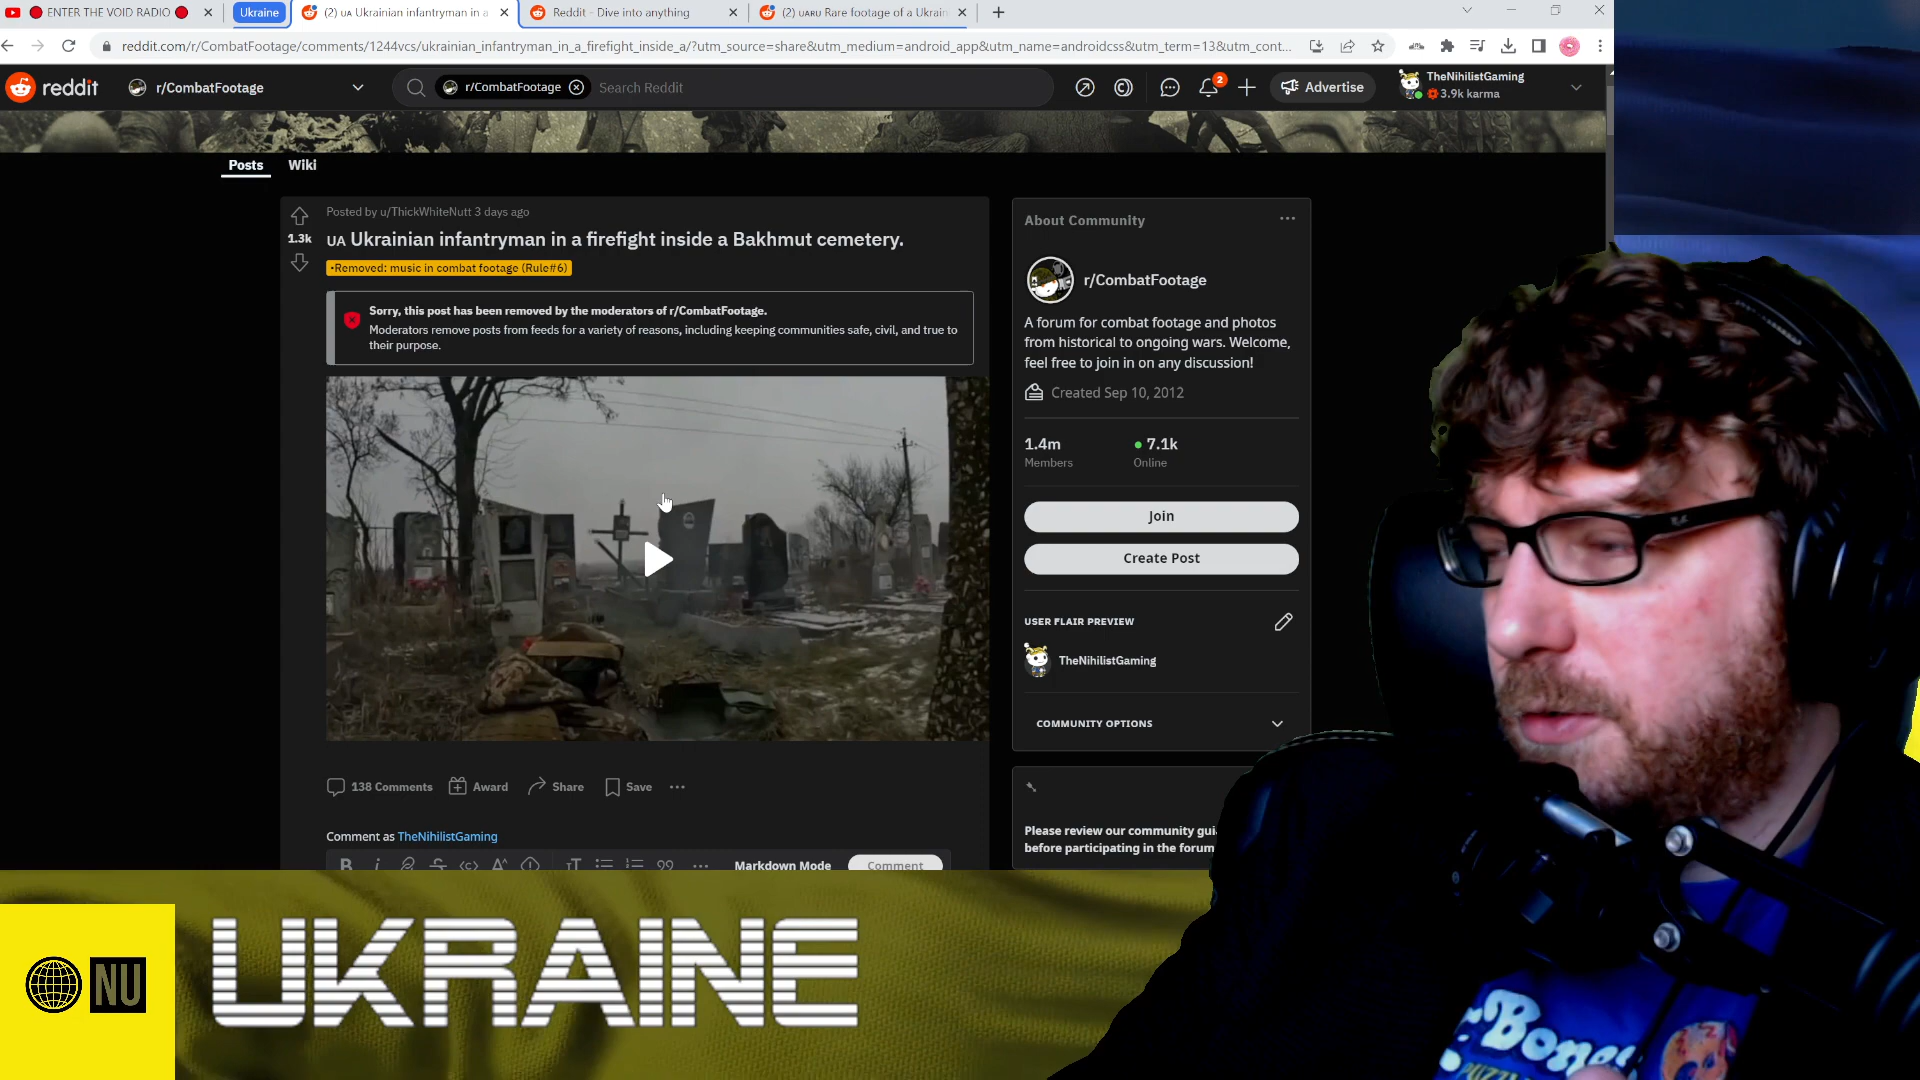 ENTER THE VOID RADIO
Ukraine
(2) UA Ukrainian infantryman in a
Reddit - Dive into anything
(2) UARU Rare footage of a Ukrain
reddit.com/r/CombatFootage/comments/1244vcs/ukrainian_infantryman_in_a_firefight_inside_a/?utm_source=share&utm_medium=android_app&utm_name=androidcss&utm_term=13&utm_cont...
reddit
r/CombatFootage
r/CombatFootage
Search Reddit
2
Advertise
TheNihilistGaming
3.9k karma
Posts
Wiki
Posted by u/ThickWhiteNutt 3 days ago
1.3k
UA Ukrainian infantryman in a firefight inside a Bakhmut cemetery.
•Removed: music in combat footage (Rule#6)
Sorry, this post has been removed by the moderators of r/CombatFootage.
Moderators remove posts from feeds for a variety of reasons, including keeping communities safe, civil, and true to
their purpose.
138 Comments
Award
Share
Save
Comment as TheNihilistGaming
B i
Markdown Mode
Comment
About Community
r/CombatFootage
A forum for combat footage and photos
from historical to ongoing wars. Welcome,
feel free to join in on any discussion!
Created Sep 10, 2012
1.4m
7.1k
Members
Online
Join
Create Post
USER FLAIR PREVIEW
TheNihilistGaming
COMMUNITY OPTIONS
Please review our community
before participating in the forum
NU
UKRAINE